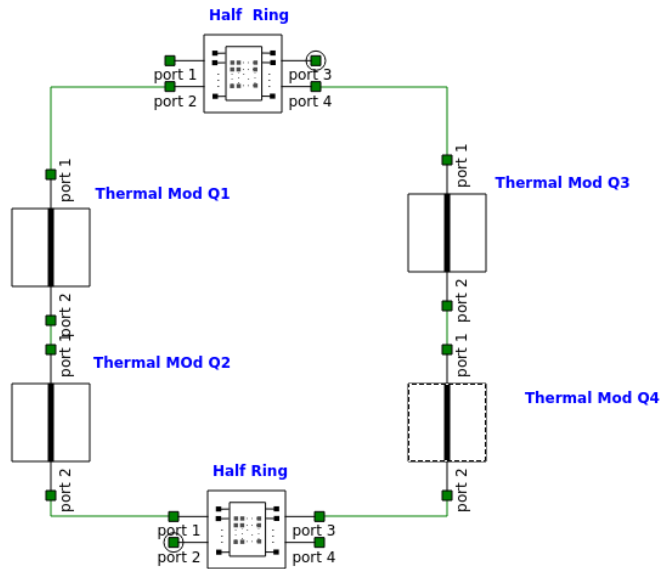 Half  Ring
port 1
port 3
port 2
port 4
port 1
port 1
Thermal Mod Q1
Thermal Mod Q3
port 2
port 2
port 1
port 1
Thermal MOd Q2
Thermal Mod Q4
port 2
port 2
Half Ring
port 1
port 3
port 2
port 4